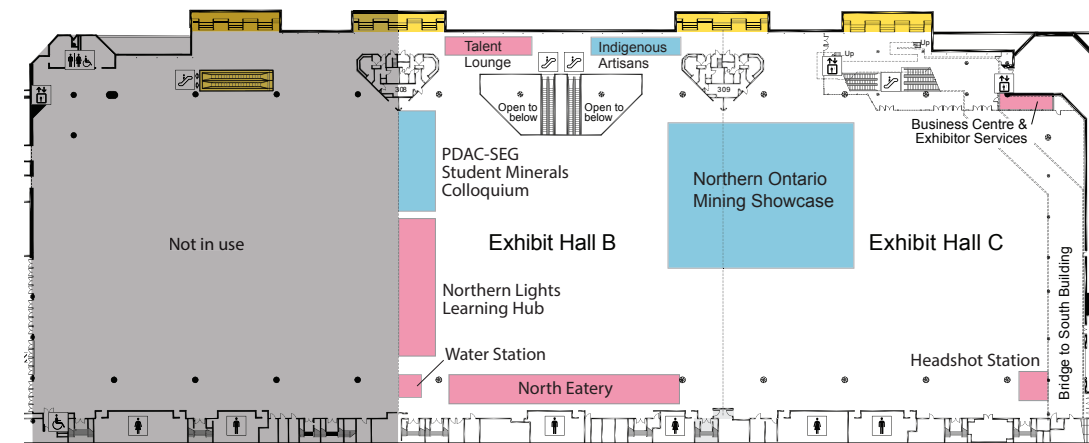 Talent
Lounge
Indigenous
Artisans
Up
Up
308
309
Open to
below
Open to
below
Business Centre &
Exhibitor Services
PDAC-SEG
Student Minerals
Colloquium
Northern Ontario
Mining Showcase
Not in use
Exhibit Hall B
Exhibit Hall C
Bridge to South Building
Northern Lights
Learning Hub
Water Station
Headshot Station
North Eatery